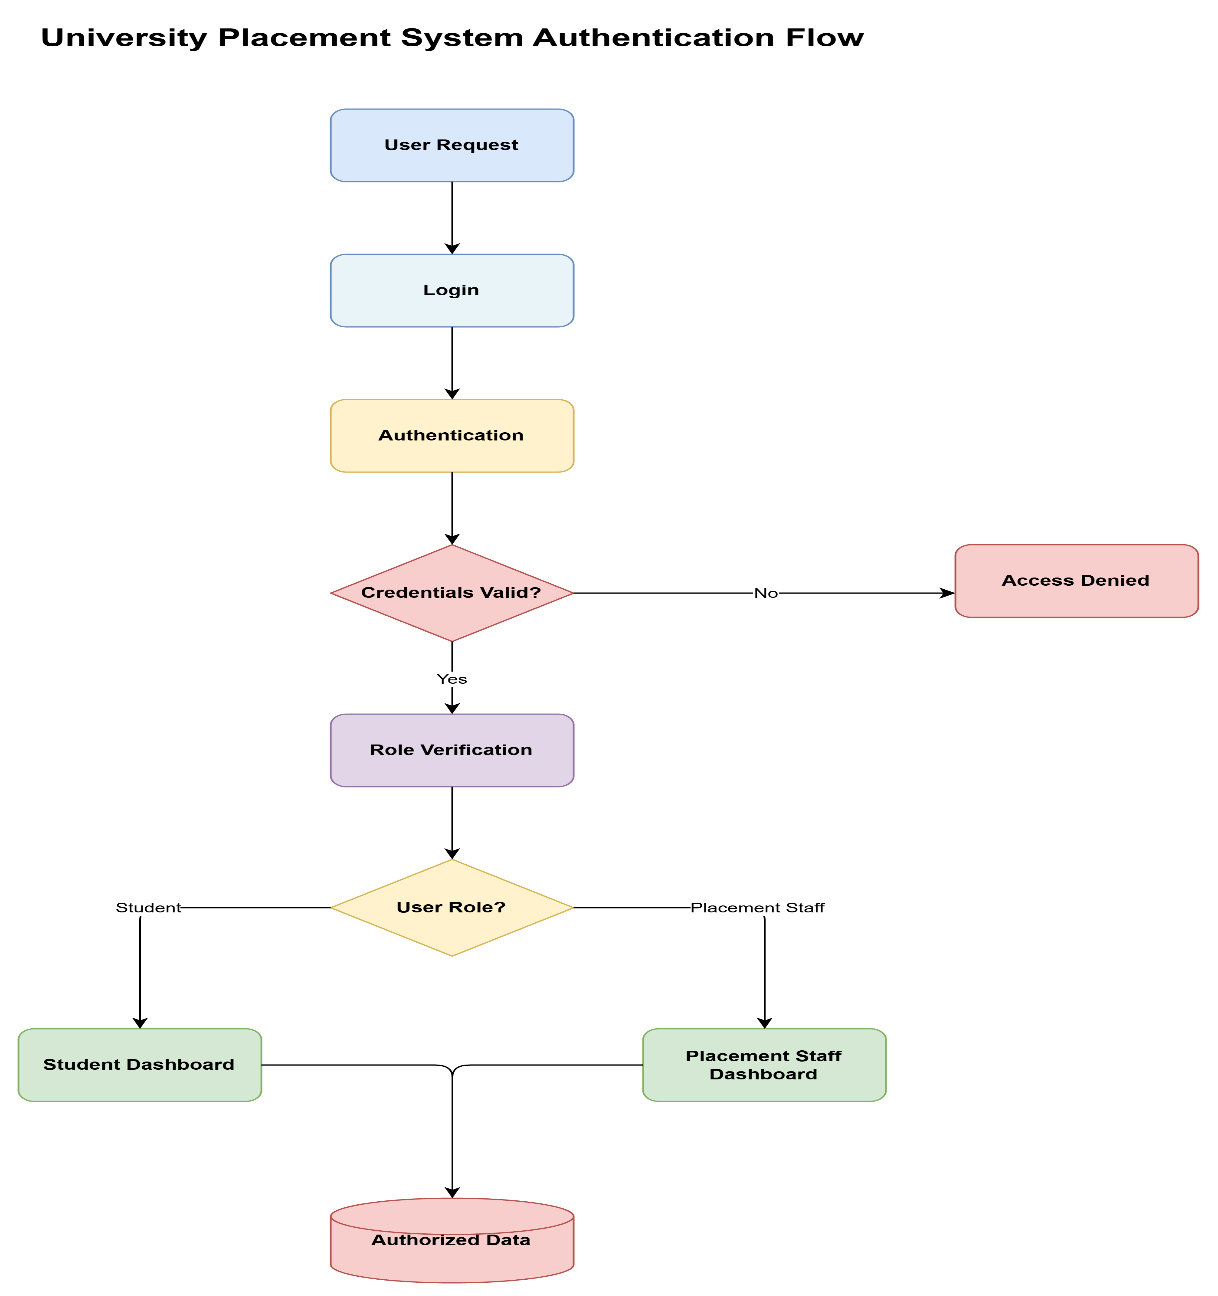 University Placement System Authentication Flow
User Request
Login
Authentication
Credentials Valid?
No
Access Denied
Yes
Role Verification
Student
User Role?
Placement Staff
Student Dashboard
Placement Staff
Dashboard
Authorized Data